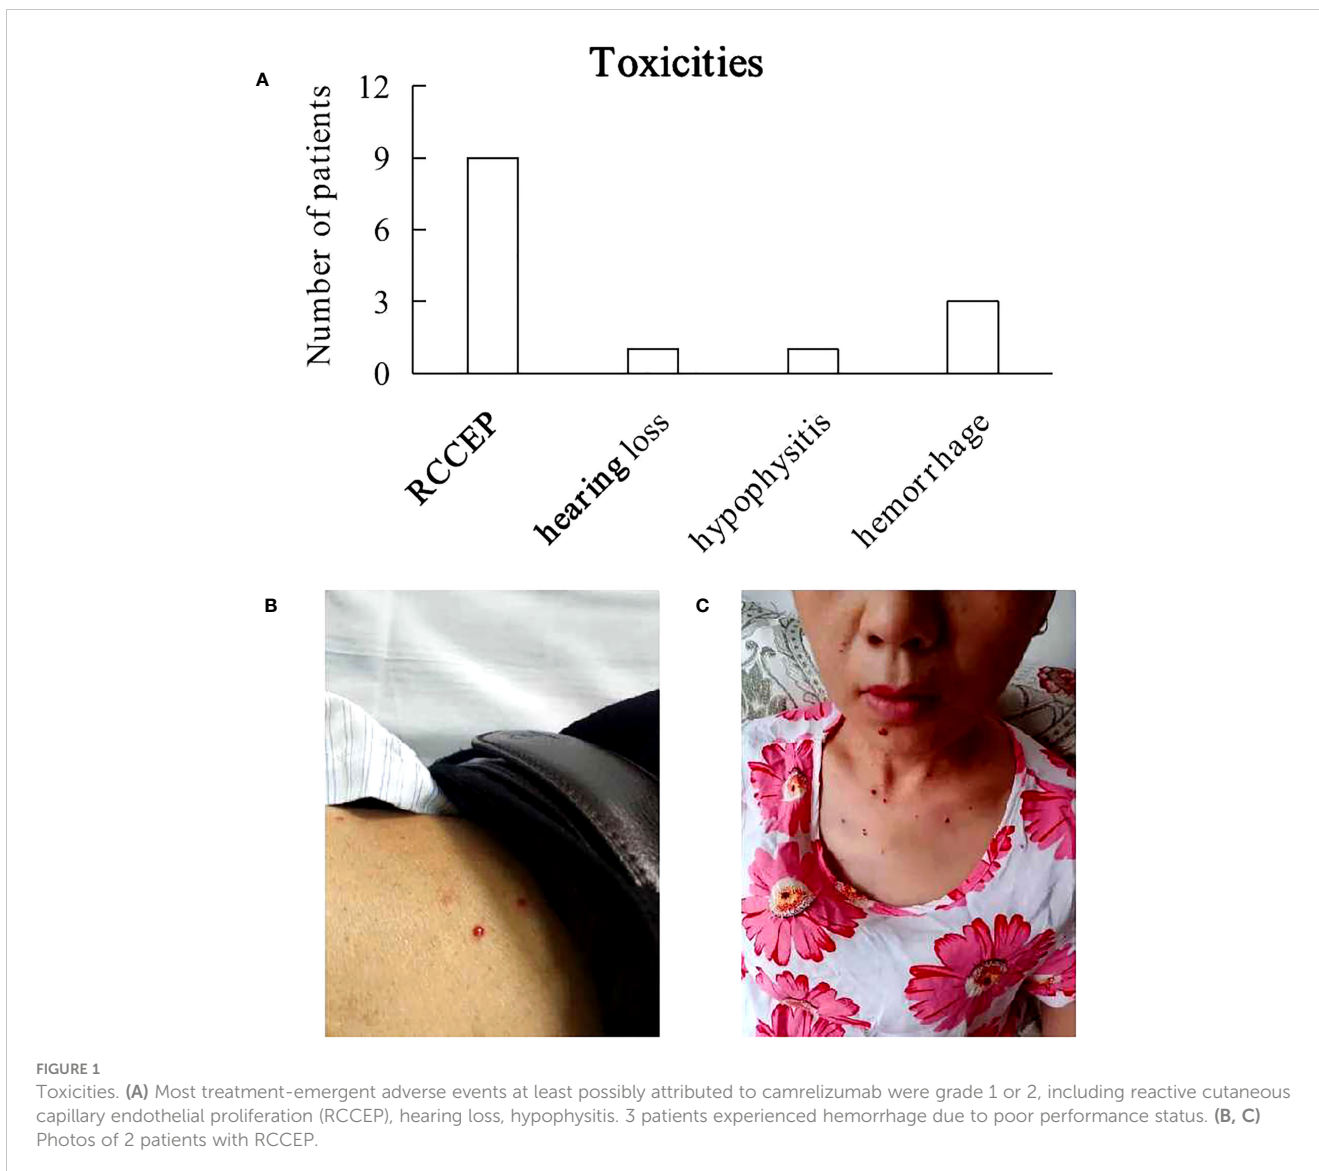 Toxicities
A
Number of patients
12
9
6
3
0
RCCEP
hearing loss
hypophysitis
hemorrhage
B
C
FIGURE 1
Toxicities. (A) Most treatment-emergent adverse events at least possibly attributed to camrelizumab were grade 1 or 2, including reactive cutaneous
capillary endothelial proliferation (RCCEP), hearing loss, hypophysitis. 3 patients experienced hemorrhage due to poor performance status. (B, C)
Photos of 2 patients with RCCEP.